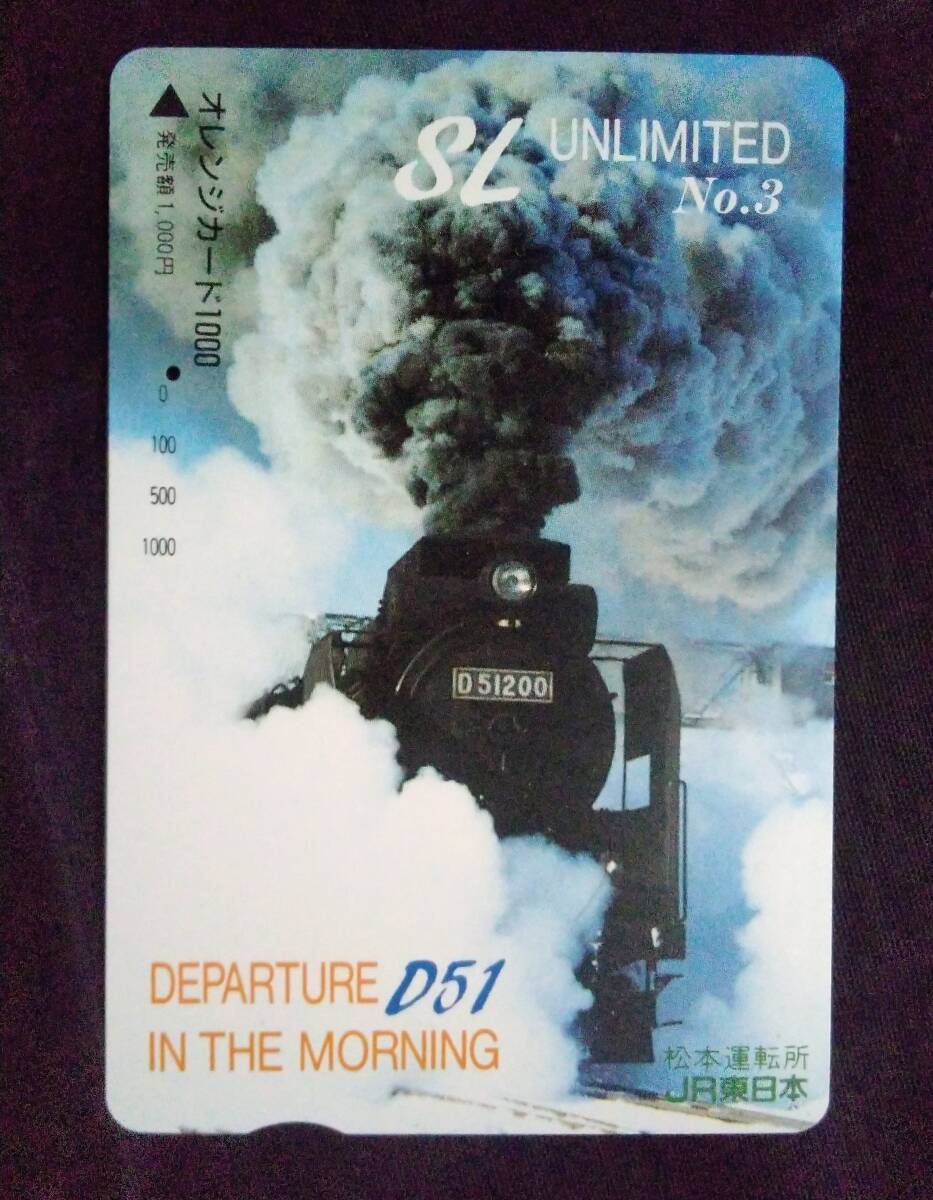 オレンジカード1000
発売額1,000円
0
100
500
1000
SL UNLIMITED
No.3
D51200
DEPARTURE D51
IN THE MORNING
松本運転所
JR東日本